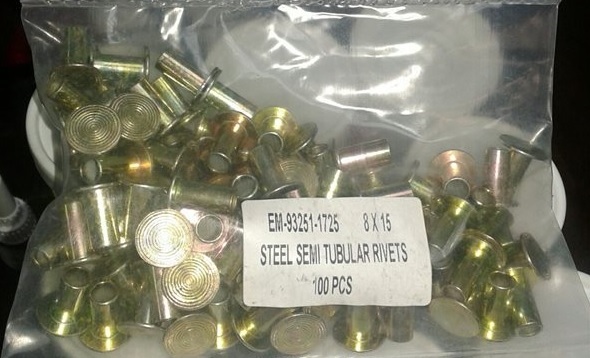 EM-93251-1725 8 X 15
STEEL SEMI TUBULAR RIVETS
100 PCS